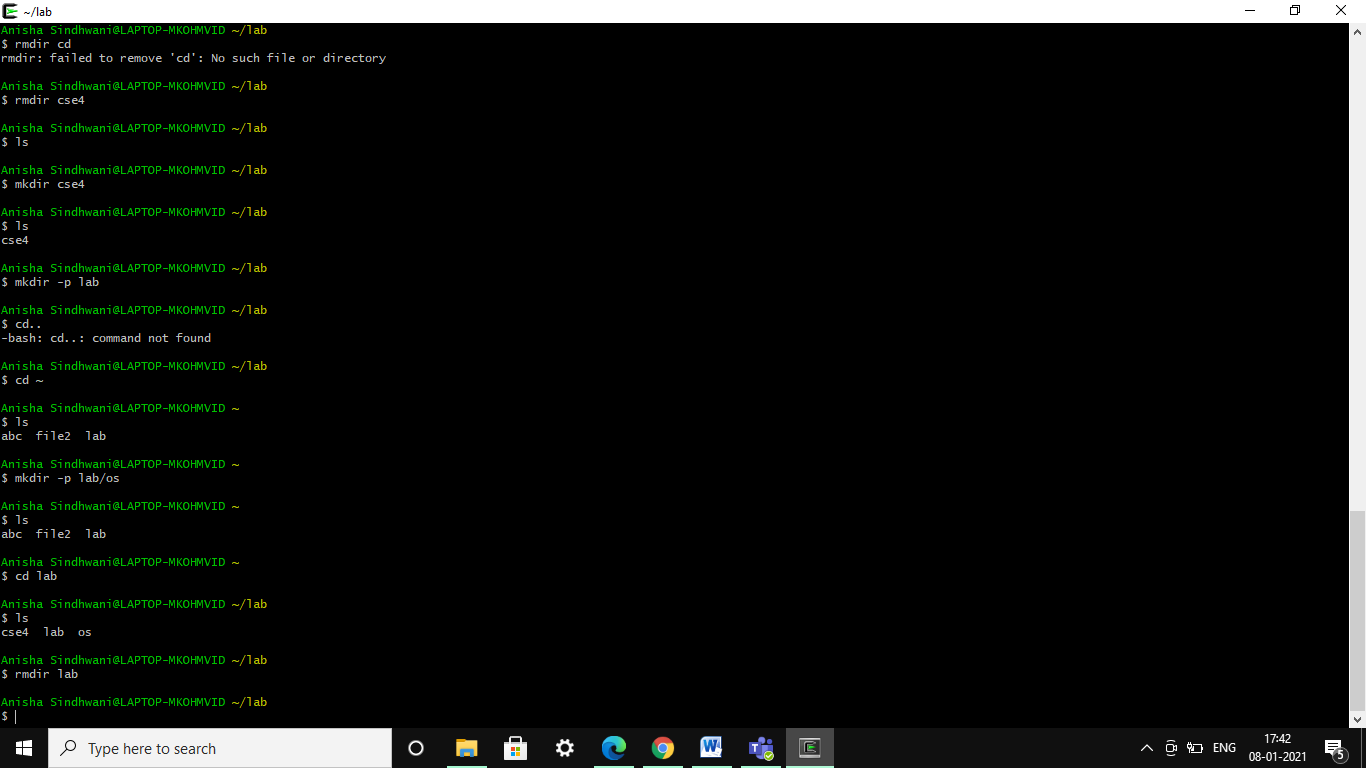 ~/lab
Anisha Sindhwani@LAPTOP-MKOHMVID ~/lab
$ rmdir cd
rmdir: failed to remove 'cd': No such file or directory
Anisha Sindhwani@LAPTOP-MKOHMVID ~/lab
$ rmdir cse4
Anisha Sindhwani@LAPTOP-MKOHMVID ~/lab
$ ls
Anisha Sindhwani@LAPTOP-MKOHMVID ~/lab
$ mkdir cse4
Anisha Sindhwani@LAPTOP-MKOHMVID ~/lab
$ ls
cse4
Anisha Sindhwani@LAPTOP-MKOHMVID ~/lab
$ mkdir -p lab
Anisha Sindhwani@LAPTOP-MKOHMVID ~/lab
$ cd..
-bash: cd..: command not found
Anisha Sindhwani@LAPTOP-MKOHMVID ~/lab
$ cd ~
Anisha Sindhwani@LAPTOP-MKOHMVID ~
$ ls
abc  file2  lab
Anisha Sindhwani@LAPTOP-MKOHMVID ~
$ mkdir -p lab/os
Anisha Sindhwani@LAPTOP-MKOHMVID ~
$ ls
abc  file2  lab
Anisha Sindhwani@LAPTOP-MKOHMVID ~
$ cd lab
Anisha Sindhwani@LAPTOP-MKOHMVID ~/lab
$ ls
cse4  lab  os
Anisha Sindhwani@LAPTOP-MKOHMVID ~/lab
$ rmdir lab
Anisha Sindhwani@LAPTOP-MKOHMVID ~/lab
$
Type here to search
ENG
17:42
08-01-2021
5